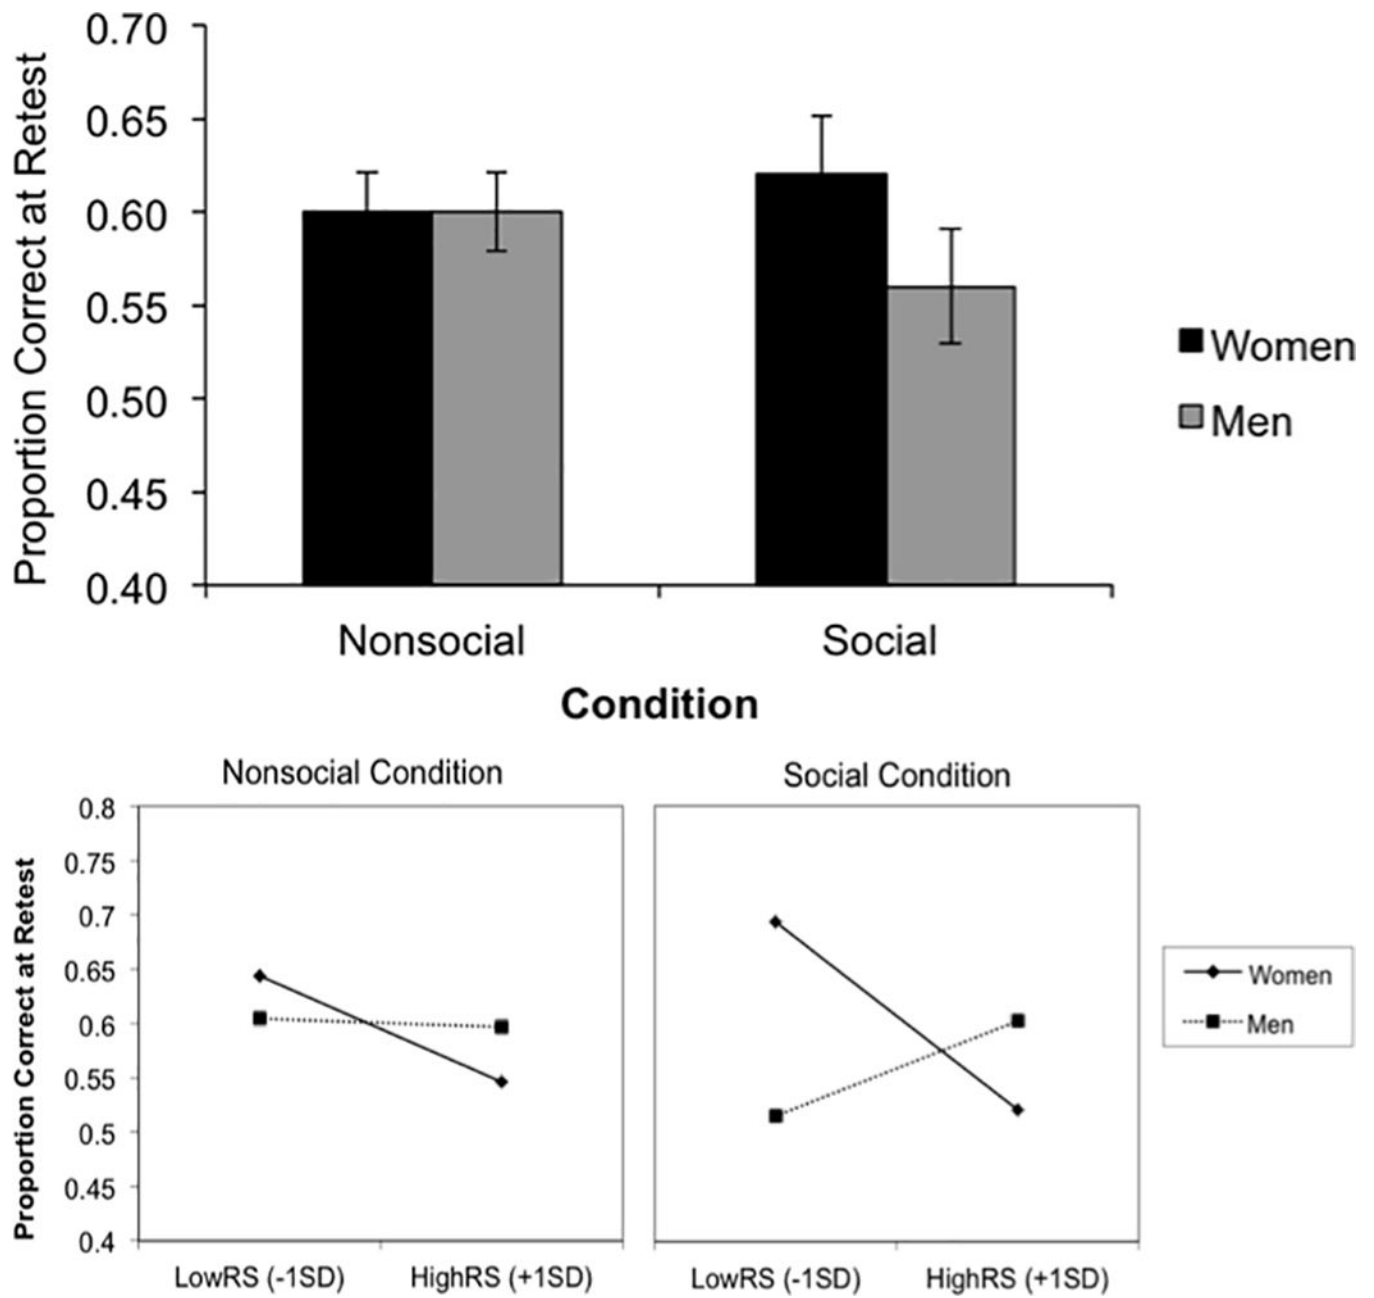 Proportion Correct at Retest
0.70
0.65
0.60
0.55
0.50
0.45
0.40
Nonsocial
Social
Condition
Women
Men
Nonsocial Condition
Social Condition
Proportion Correct at Retest
0.8
0.75
0.7
0.65
0.6
0.55
0.5
0.45
0.4
LowRS (-1SD)
HighRS (+1SD)
LowRS (-1SD)
HighRS (+1SD)
Women
Men